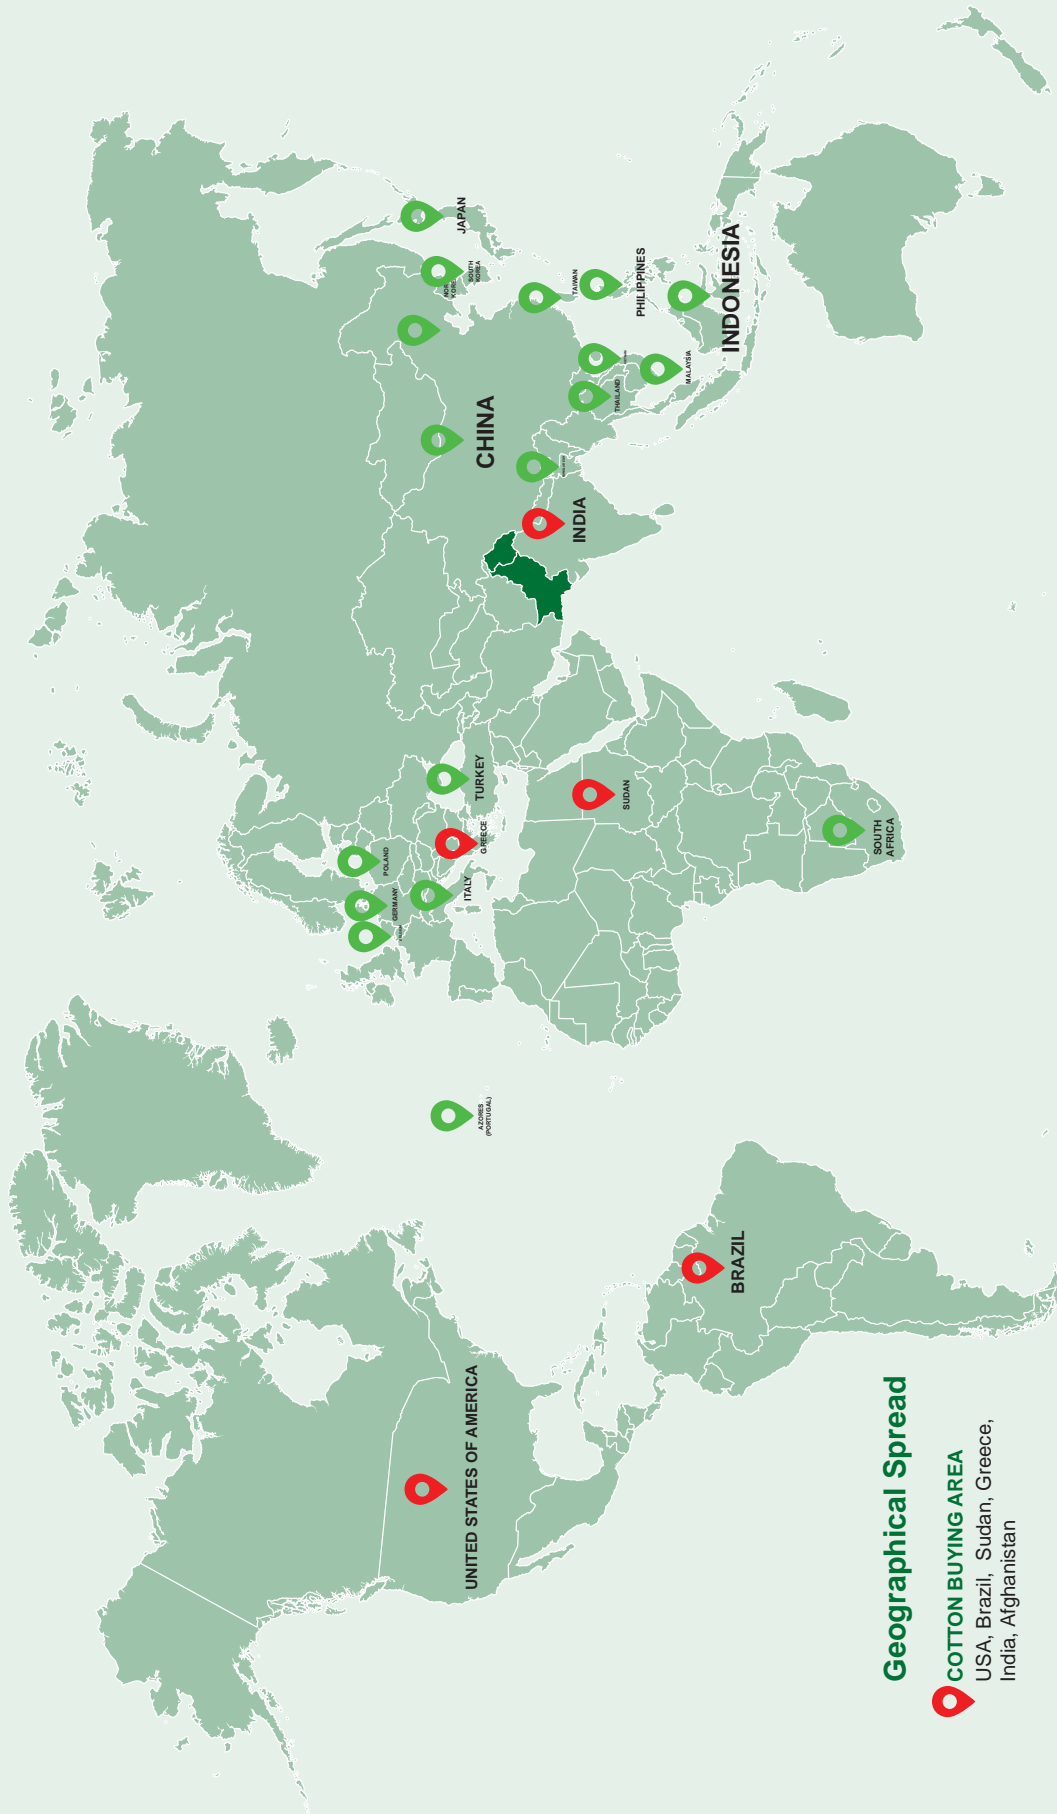 UNITED STATES OF AMERICA
BRAZIL
AZORES
(PORTUGAL)
GERMANY
POLAND
ITALY
GREECE
TURKEY
SUDAN
SOUTH
AFRICA
INDIA
CHINA
THAILAND
MALAYSIA
INDONESIA
PHILIPPINES
TAIWAN
SOUTH
KOREA
JAPAN
Geographical Spread
COTTON BUYING AREA
USA, Brazil, Sudan, Greece,
India, Afghanistan